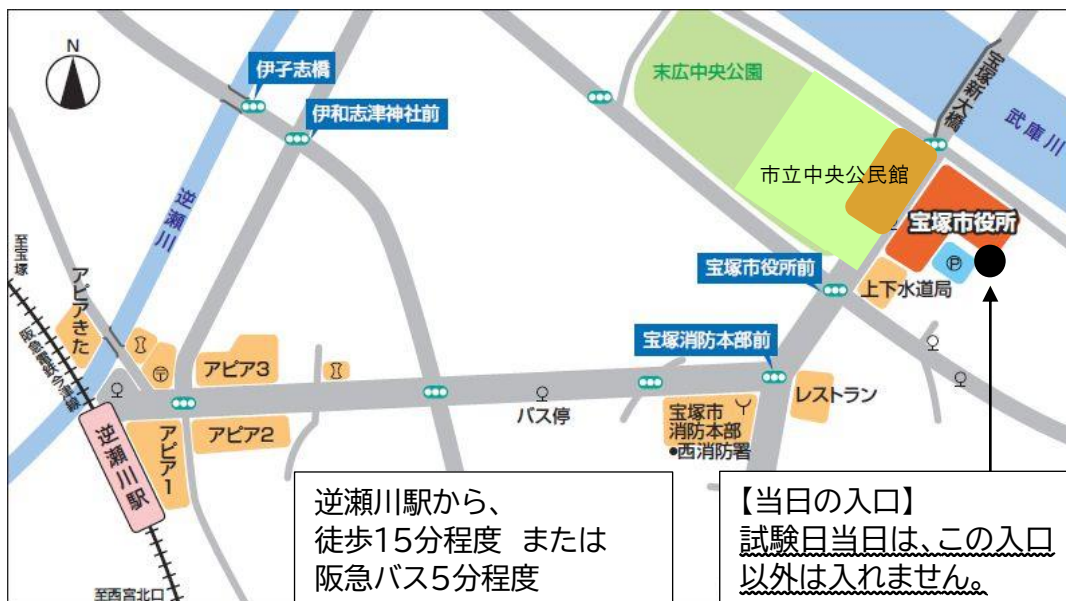 N
伊子志橋
伊和志津神社前
末広中央公園
宝塚新大橋
武庫川
市立中央公民館
宝塚市役所
逆瀬川
至宝塚
アピアきた
阪急電鉄今津線
宝塚市役所前
上下水道局
P
宝塚消防本部前
アピア3
レストラン
バス停
宝塚市
消防本部
•西消防署
アピア2
アピア1
逆瀬川駅
至西宮北口
逆瀬川駅から、
徒歩15分程度 または
阪急バス5分程度
【当日の入口】
試験日当日は、この入口
以外は入れません。